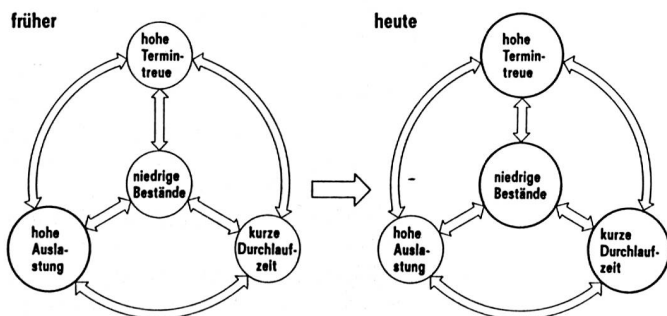 früher
hohe
Termin-
treue
niedrige
Bestände
hohe
Ausla-
stung
kurze
Durchlauf-
zeit
heute
hohe
Termin-
treue
niedrige
Bestände
hohe
Ausla-
stung
kurze
Durchlauf-
zeit